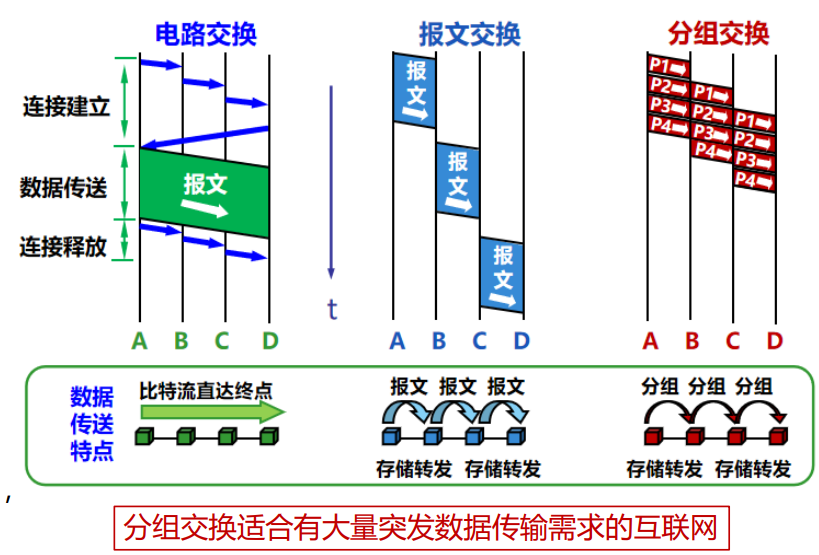 电路交换
报文交换
分组交换
连接建立
数据传送
连接释放
报文
t
A B C D
报文
报文
报文
A B C D
P1
P2 P1
P3 P2 P1
P4 P3 P2
P4 P3
P4
A B C D
数据
传送
特点
比特流直达终点
报文 报文 报文
存储转发 存储转发
分组 分组 分组
存储转发 存储转发
,
分组交换适合有大量突发数据传输需求的互联网